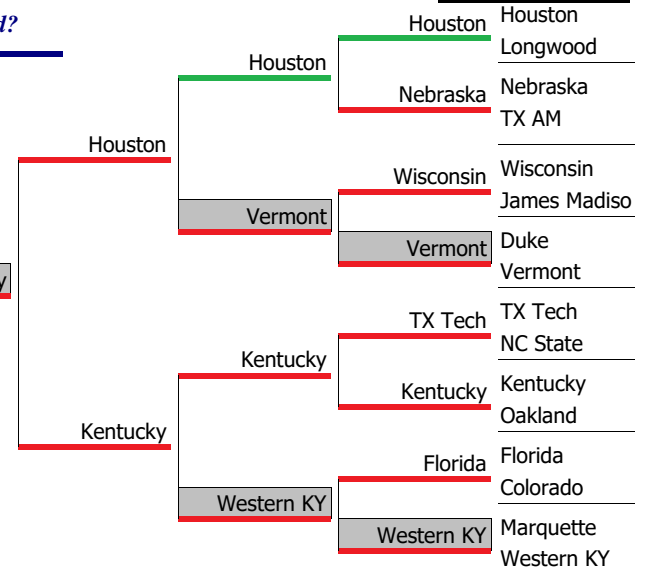 d?
Houston
Longwood
Nebraska
TX AM
Wisconsin
James Madiso
Duke
Vermont
TX Tech
NC State
Kentucky
Oakland
Florida
Colorado
Marquette
Western KY
Houston
Nebraska
Wisconsin
Vermont
TX Tech
Kentucky
Florida
Western KY
Houston
Vermont
Kentucky
Western KY
Houston
Kentucky
y